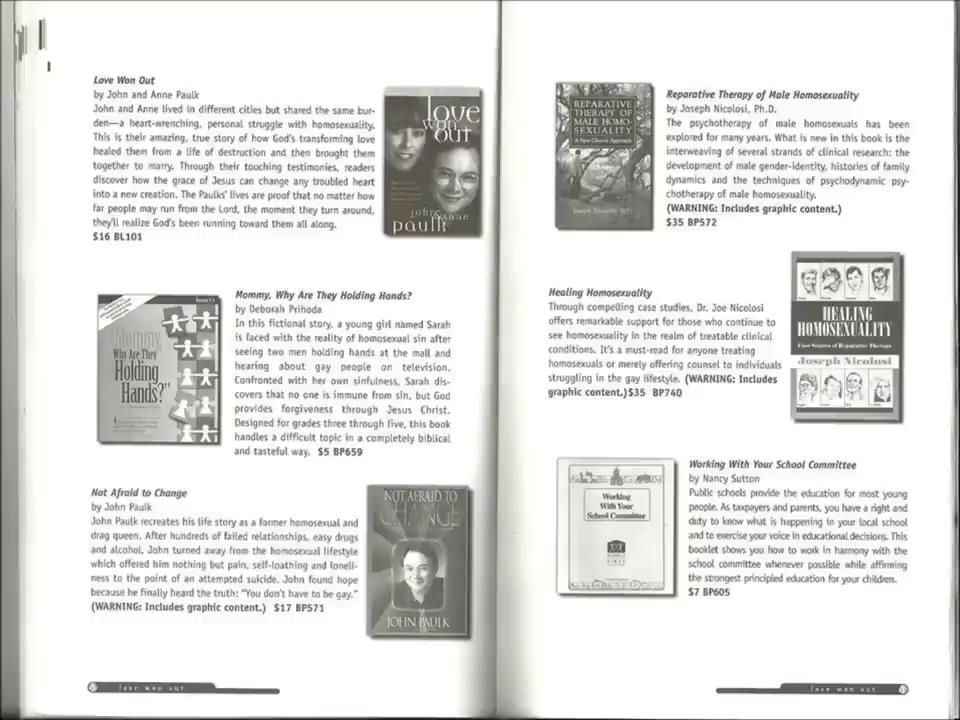 Love Won Out
by John and Anne Paulk
John and Anne lived in different cities but shared the same bur-
den—a heart-wrenching, personal struggle with homosexuality.
This is their amazing, true story of how God's transforming love
healed them from a life of destruction and then brought them
together to marry. Through their touching testimonies, readers
discover how the grace of Jesus can change any troubled heart
into a new creation. The Paulks' lives are proof that no matter how
far people may run from the Lord, the moment they turn around,
they'll realize God's been running toward them all along.
$16 BL101
love
won
out
john & anne
paulk
Mommy, Why Are They Holding Hands?
by Deborah Prihoda
In this fictional story, a young girl named Sarah
is faced with the reality of homosexual sin after
seeing two men holding hands at the mall and
hearing about gay people on television.
Confronted with her own sinfulness, Sarah dis-
covers that no one is immune from sin, but God
provides forgiveness through Jesus Christ.
Designed for grades three through five, this book
handles a difficult topic in a completely biblical
and tasteful way. $5 BP659
Mommy,
Why Are They
Holding
Hands?"
Not Afraid to Change
by John Paulk
John Paulk recreates his life story as a former homosexual and
drag queen. After hundreds of failed relationships, easy drugs
and alcohol, John turned away from the homosexual lifestyle
which offered him nothing but pain, self-loathing and loneli-
ness to the point of an attempted suicide. John found hope
because he finally heard the truth: "You don't have to be gay."
(WARNING: Includes graphic content.) $17 BP571
NOT AFRAID TO
CHANGE
JOHN PAULK
love won out
Reparative Therapy of Male Homosexuality
by Joseph Nicolosi, Ph.D.
The psychotherapy of male homosexuals has been
explored for many years. What is new in this book is the
interweaving of several strands of clinical research: the
development of male gender-identity, histories of family
dynamics and the techniques of psychodynamic psy-
chotherapy of male homosexuality.
(WARNING: Includes graphic content.)
$35 BP572
REPARATIVE
THERAPY OF
MALE HOMO-
SEXUALITY
A New Clinical Approach
Joseph Nicolosi, Ph.D.
Healing Homosexuality
Through compelling case studies, Dr. Joe Nicolosi
offers remarkable support for those who continue to
see homosexuality in the realm of treatable clinical
conditions. It's a must-read for anyone treating
homosexuals or merely offering counsel to individuals
struggling in the gay lifestyle. (WARNING: Includes
graphic content.)$35 BP740
HEALING
HOMOSEXUALITY
Case Stories of Reparative Therapy
Joseph Nicolosi
Working With Your School Committee
by Nancy Sutton
Public schools provide the education for most young
people. As taxpayers and parents, you have a right and
duty to know what is happening in your local school
and to exercise your voice in educational decisions. This
booklet shows you how to work in harmony with the
school committee whenever possible while affirming
the strongest principled education for your children.
$7 BP605
Working
With Your
School Committee
love won out